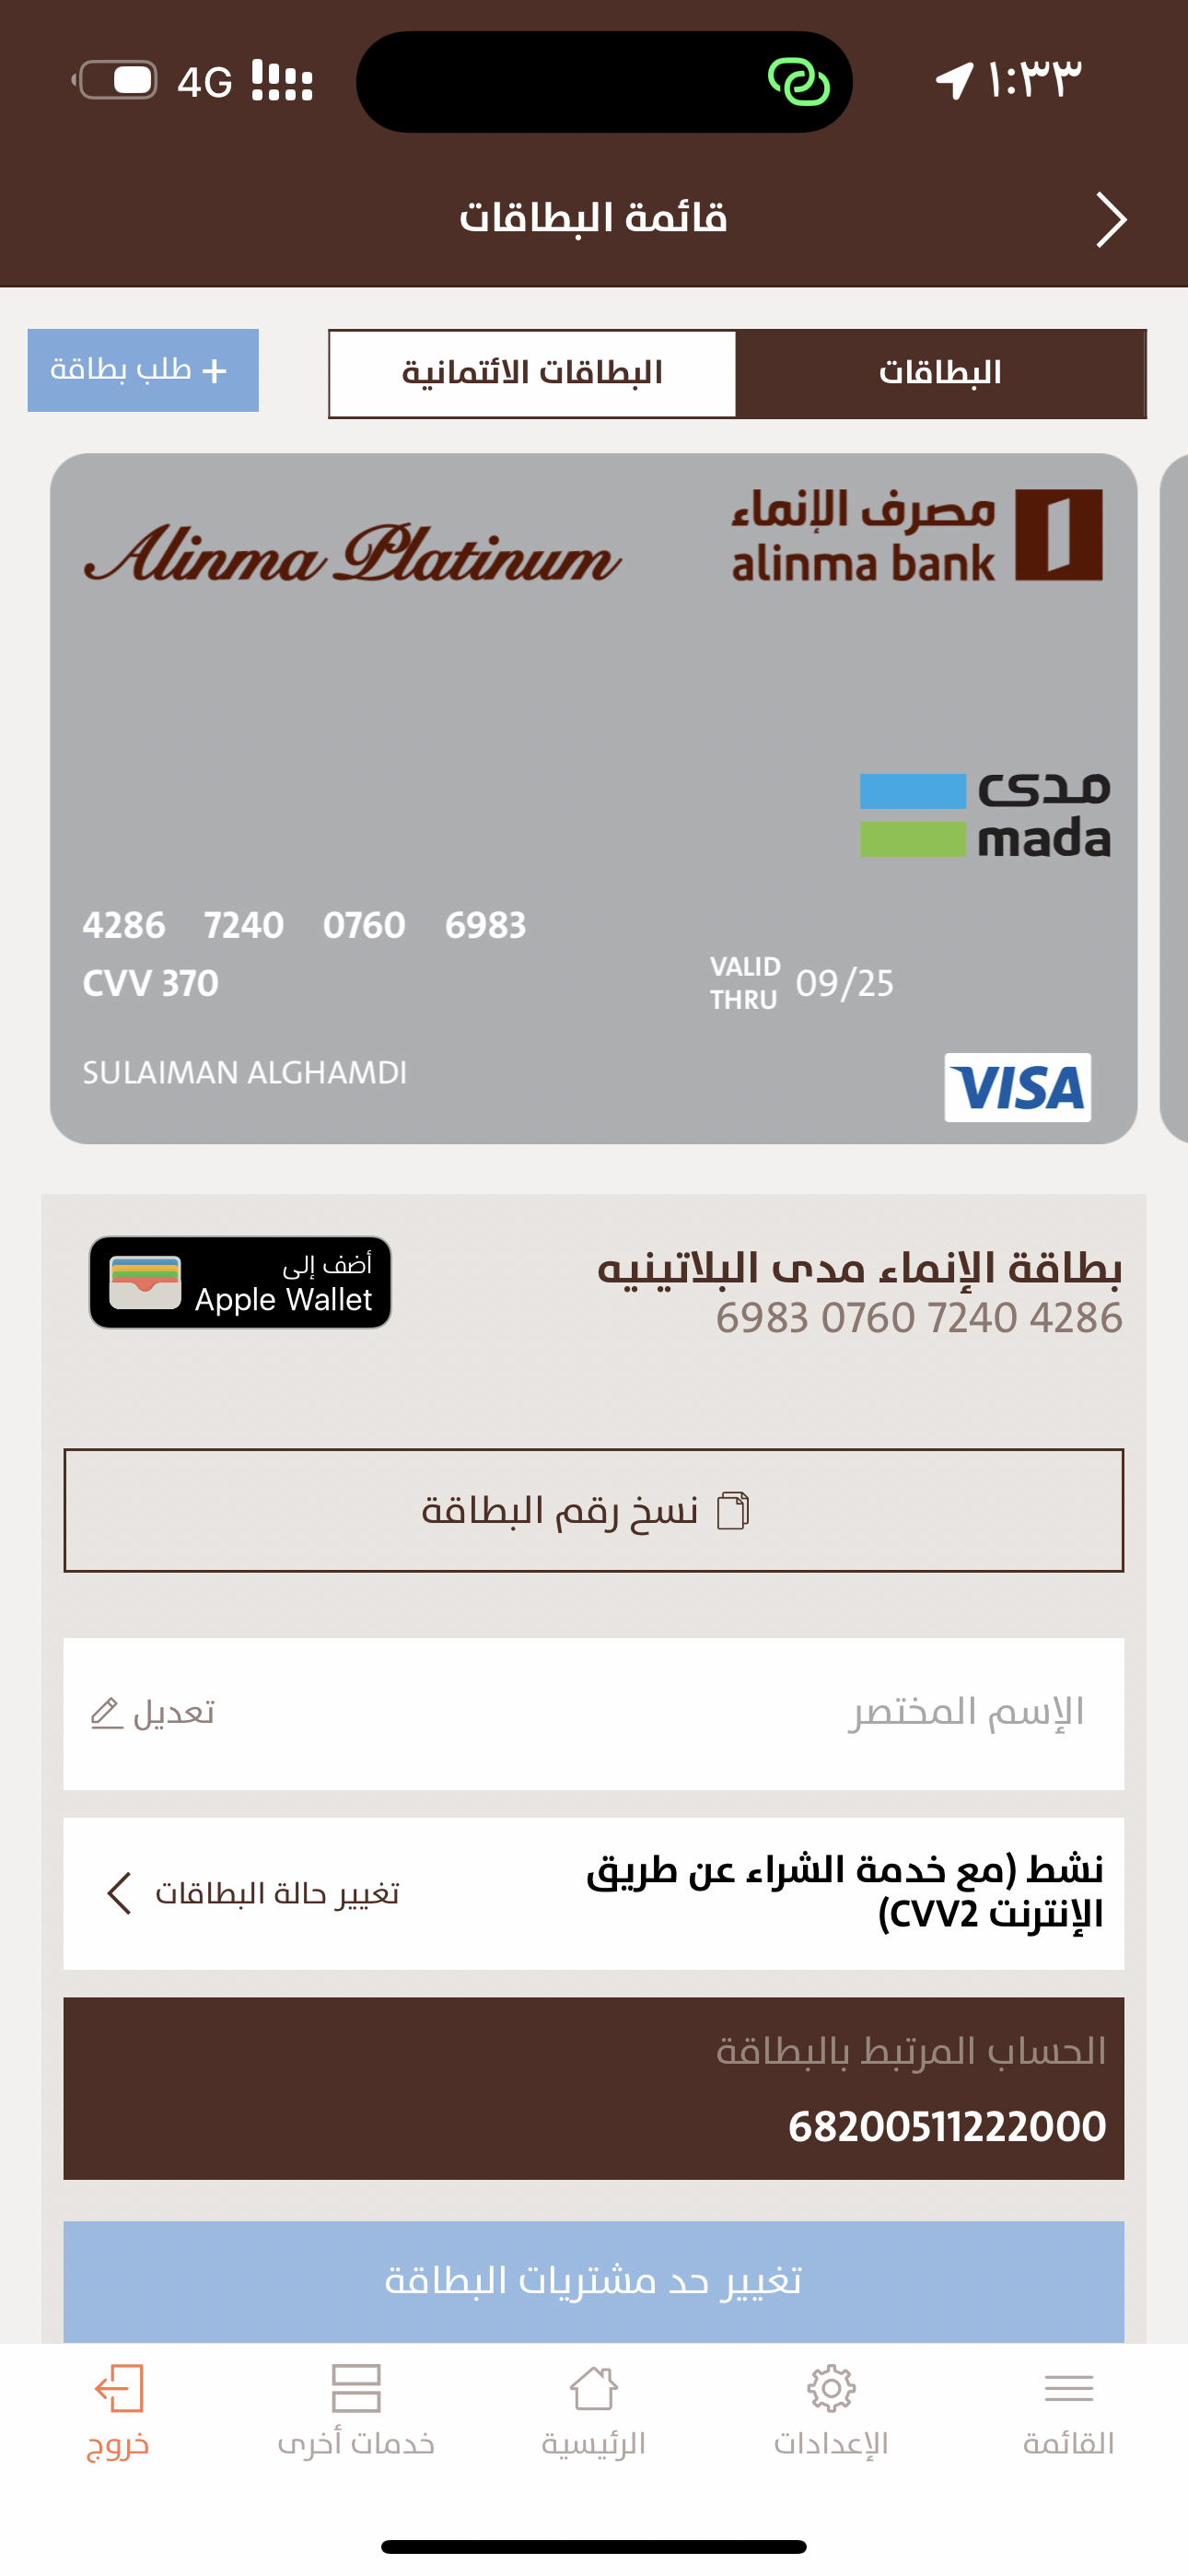 ١:٣٣
4G
قائمة البطاقات
البطاقات
البطاقات الائتمانية
+ طلب بطاقة
مصرف الإنماء
alinma bank
Alinma Platinum
مدى
mada
4286 7240 0760 6983
CVV 370
VALID THRU 09/25
SULAIMAN ALGHAMDI
VISA
بطاقة الإنماء مدى البلاتينيه
6983 0760 7240 4286
أضف إلى
Apple Wallet
نسخ رقم البطاقة
الإسم المختصر
تعديل
نشط (مع خدمة الشراء عن طريق
الإنترنت CVV2)
تغيير حالة البطاقات
الحساب المرتبط بالبطاقة
68200511222000
تغيير حد مشتريات البطاقة
القائمة
الإعدادات
الرئيسية
خدمات أخرى
خروج